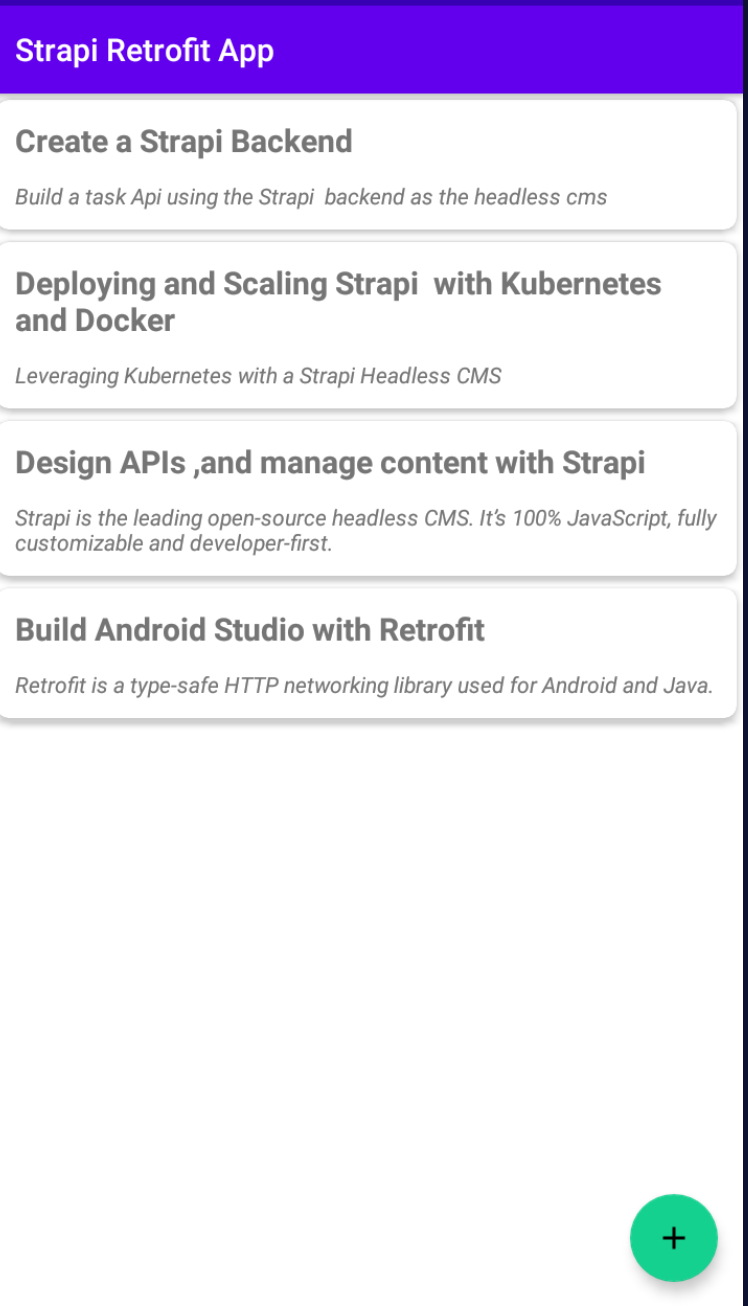 Strapi Retrofit App
Create a Strapi Backend
Build a task Api using the Strapi  backend as the headless cms
Deploying and Scaling Strapi  with Kubernetes
and Docker
Leveraging Kubernetes with a Strapi Headless CMS
Design APIs ,and manage content with Strapi
Strapi is the leading open-source headless CMS. It’s 100% JavaScript, fully
customizable and developer-first.
Build Android Studio with Retrofit
Retrofit is a type-safe HTTP networking library used for Android and Java.
+